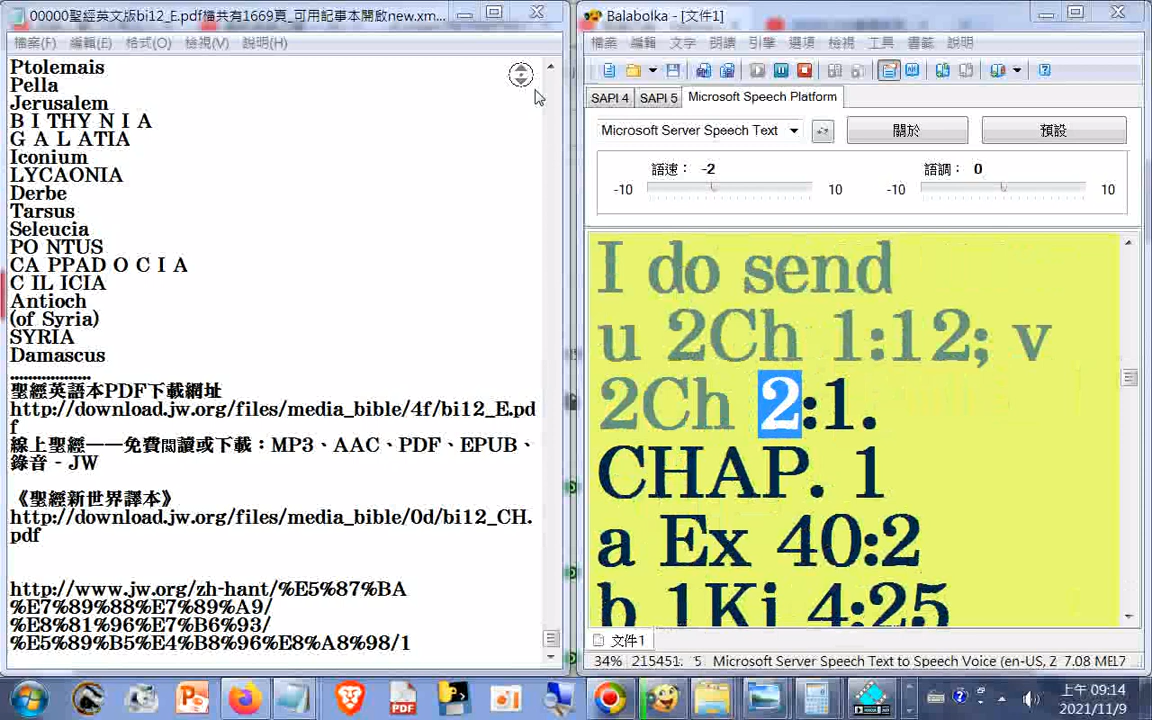 00000聖經英文版bi12_E.pdf檔共有1669頁_可用記事本開啟new.xm...
檔案(F) 編輯(E) 格式(O) 檢視(V) 說明(H)
Ptolemais
Pella
Jerusalem
B I THY N I A
G A L ATIA
Iconium
LYCAONIA
Derbe
Tarsus
Seleucia
PO NTUS
CA PPAD O C I A
C IL ICIA
Antioch
(of Syria)
SYRIA
Damascus
..................
聖經英語本PDF下載網址
http://download.jw.org/files/media_bible/4f/bi12_E.pd
f
線上聖經——免費閱讀或下載：MP3、AAC、PDF、EPUB、
錄音 - JW
《聖經新世界譯本》
http://download.jw.org/files/media_bible/0d/bi12_CH.
pdf
http://www.jw.org/zh-hant/%E5%87%BA
%E7%89%88%E7%89%A9/
%E8%81%96%E7%B6%93/
%E5%89%B5%E4%B8%96%E8%A8%98/1
Balabolka - [文件1]
檔案 編輯 文字 朗讀 引擎 選項 檢視 工具 書籤 說明
SAPI 4 SAPI 5 Microsoft Speech Platform
Microsoft Server Speech Text 關於 預設
語速： -2 語調： 0
-10 10 -10 10
I do send
u 2Ch 1:12; v
2Ch 2:1.
CHAP. 1
a Ex 40:2
b 1Ki 4:25
文件1
34% 215451. 5 Microsoft Server Speech Text to Speech Voice (en-US, Z 7.08 МЕ
上午 09:14
2021/11/9